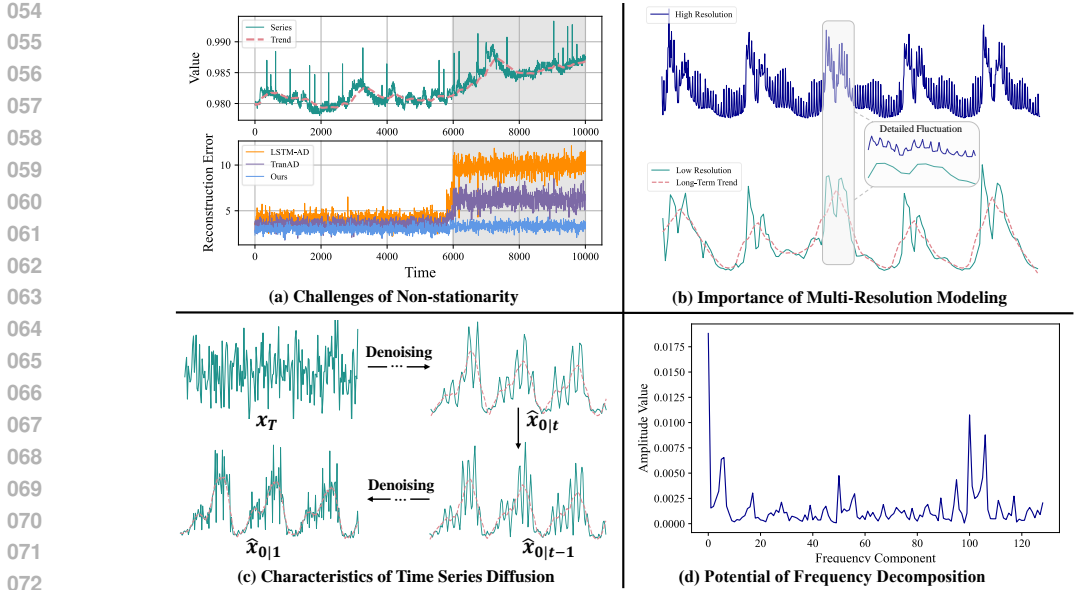 054
055
056
057
058
059
060
061
062
063
064
065
066
067
068
069
070
071
072
Series
Trend
Value
0.990
0.985
0.980
0
2000
4000
6000
8000
10000
LSTM-AD
TranAD
Ours
Reconstruction Error
10
5
0
2000
4000
6000
8000
10000
Time
(a) Challenges of Non-stationarity
High Resolution
Detailed Fluctuation
Low Resolution
Long-Term Trend
(b) Importance of Multi-Resolution Modeling
Denoising
...
x_T
x̂_{0|t}
Denoising
...
x̂_{0|1}
x̂_{0|t−1}
(c) Characteristics of Time Series Diffusion
Amplitude Value
0.0175
0.0150
0.0125
0.0100
0.0075
0.0050
0.0025
0.0000
0
20
40
60
80
100
120
Frequency Component
(d) Potential of Frequency Decomposition